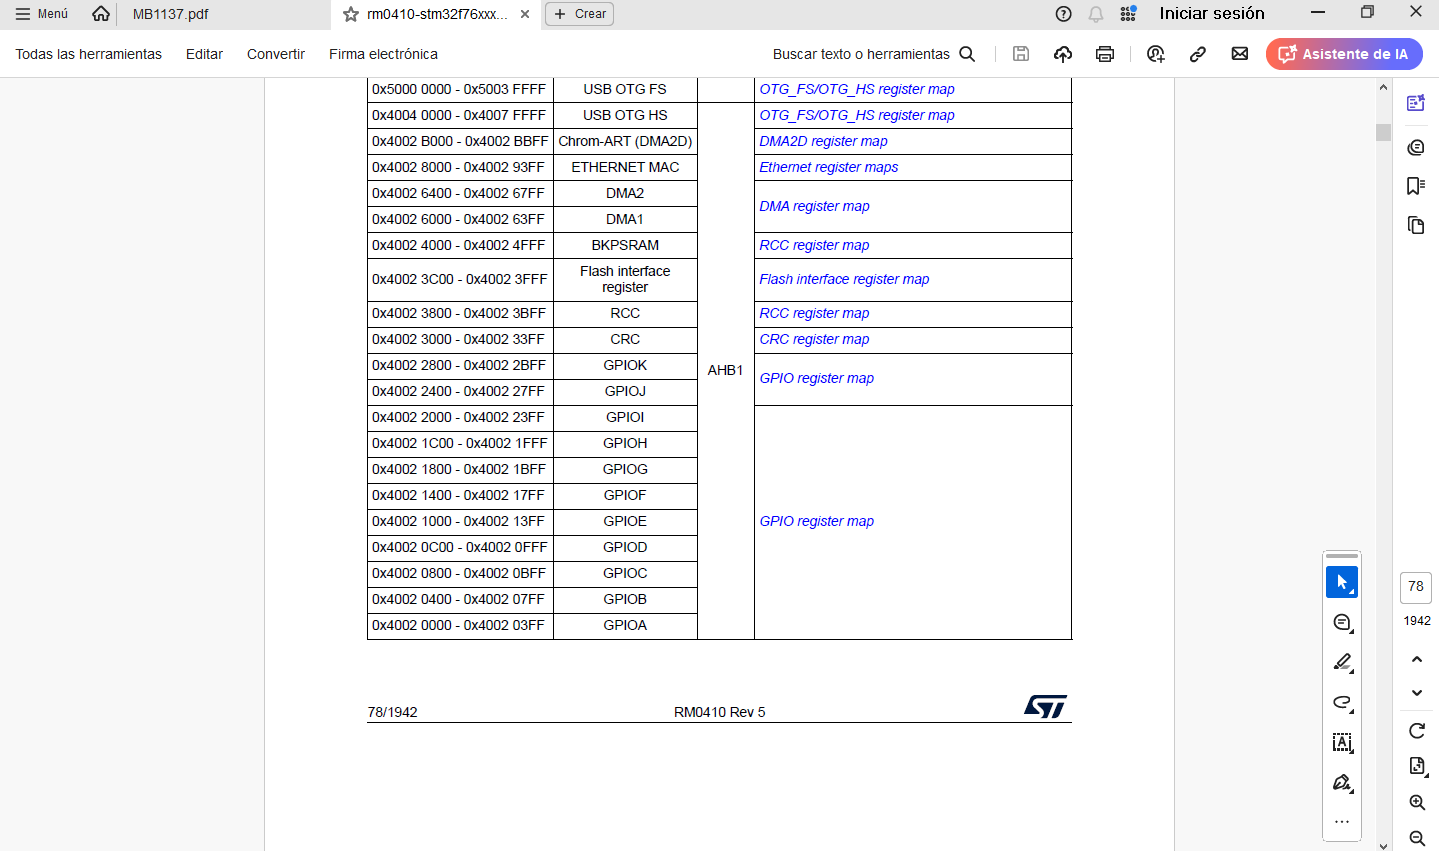 Menú
MB1137.pdf
rm0410-stm32f76xxx...
Crear
Iniciar sesión
Todas las herramientas
Editar
Convertir
Firma electrónica
Buscar texto o herramientas
Asistente de IA
0x5000 0000 - 0x5003 FFFF USB OTG FS OTG_FS/OTG_HS register map
0x4004 0000 - 0x4007 FFFF USB OTG HS OTG_FS/OTG_HS register map
0x4002 B000 - 0x4002 BBFF Chrom-ART (DMA2D) DMA2D register map
0x4002 8000 - 0x4002 93FF ETHERNET MAC Ethernet register maps
0x4002 6400 - 0x4002 67FF DMA2
DMA register map
0x4002 6000 - 0x4002 63FF DMA1
0x4002 4000 - 0x4002 4FFF BKPSRAM RCC register map
0x4002 3C00 - 0x4002 3FFF Flash interface
register
Flash interface register map
0x4002 3800 - 0x4002 3BFF RCC RCC register map
0x4002 3000 - 0x4002 33FF CRC CRC register map
0x4002 2800 - 0x4002 2BFF GPIOK
AHB1
GPIO register map
0x4002 2400 - 0x4002 27FF GPIOJ
0x4002 2000 - 0x4002 23FF GPIOI
0x4002 1C00 - 0x4002 1FFF GPIOH
0x4002 1800 - 0x4002 1BFF GPIOG
0x4002 1400 - 0x4002 17FF GPIOF
0x4002 1000 - 0x4002 13FF GPIOE GPIO register map
0x4002 0C00 - 0x4002 0FFF GPIOD
0x4002 0800 - 0x4002 0BFF GPIOC
0x4002 0400 - 0x4002 07FF GPIOB
0x4002 0000 - 0x4002 03FF GPIOA
78/1942
RM0410 Rev 5
ST
78
1942